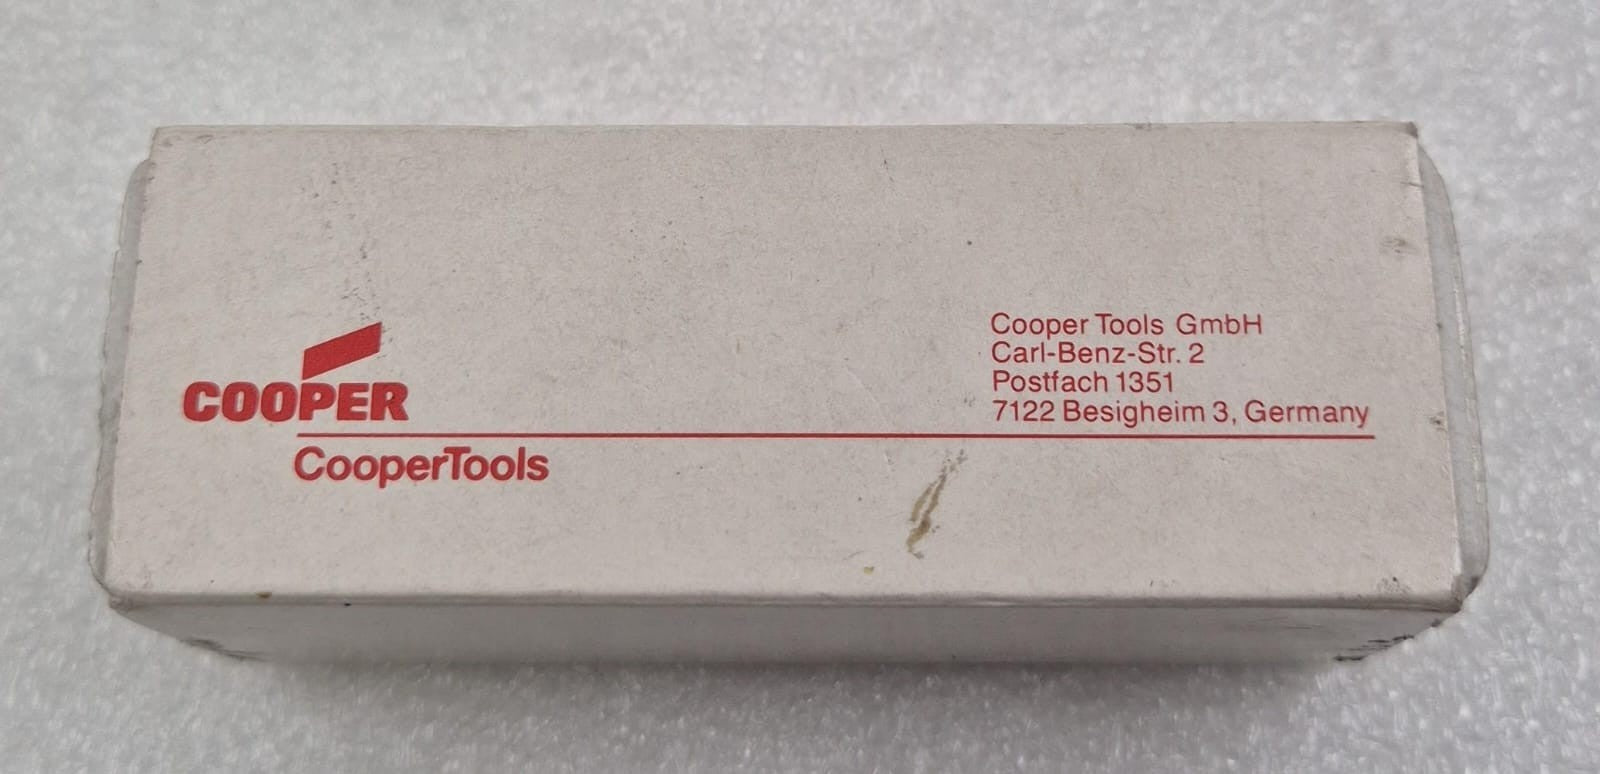 COOPER
CooperTools
Cooper Tools GmbH
Carl-Benz-Str. 2
Postfach 1351
7122 Besigheim 3, Germany